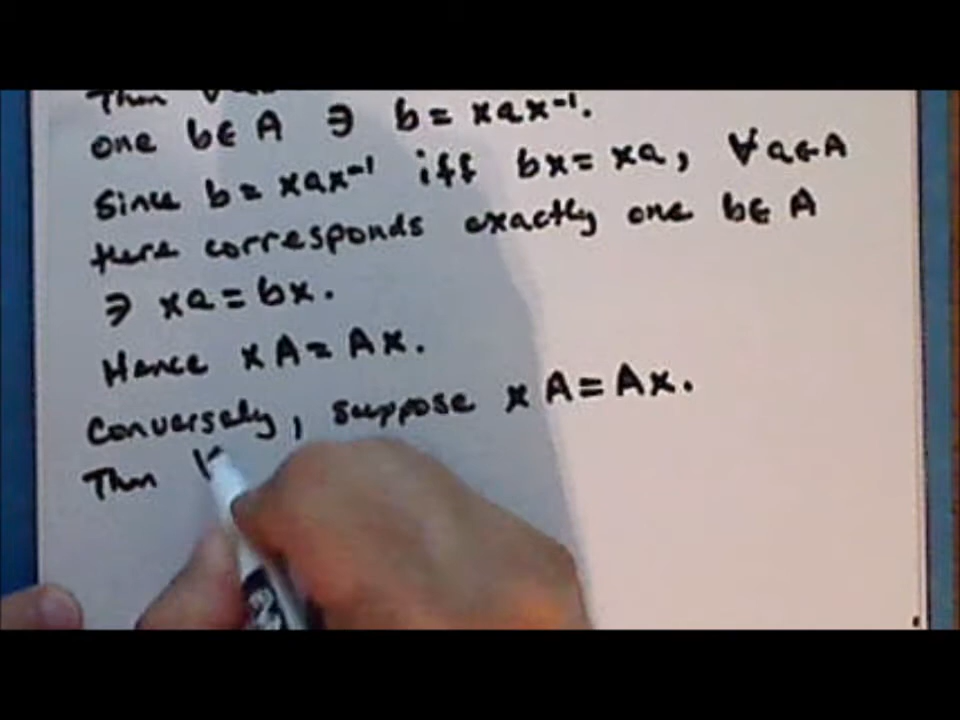 Then
one b∈ A ∋ b = xax⁻¹.
Since b = xax⁻¹ iff bx = xa, ∀ a∈A
there corresponds exactly one b∈ A
∋ xa = bx.
Hence xA = Ax.
Conversely, suppose xA = Ax.
Then